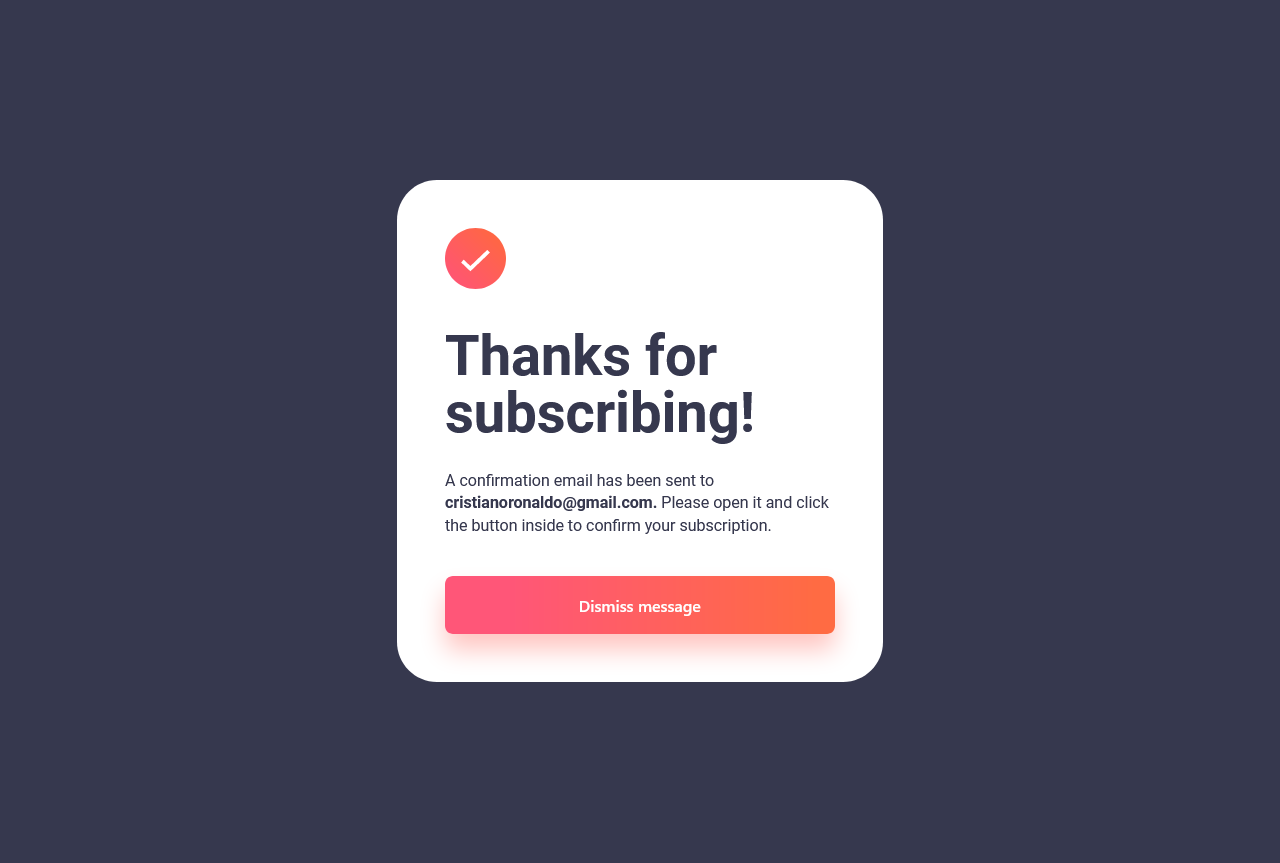 Thanks for
subscribing!
A confirmation email has been sent to
cristianoronaldo@gmail.com. Please open it and click
the button inside to confirm your subscription.
Dismiss message